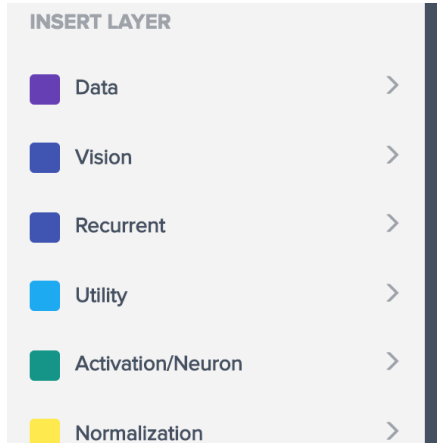 INSERT LAYER
Data
Vision
Recurrent
Utility
Activation/Neuron
Normalization